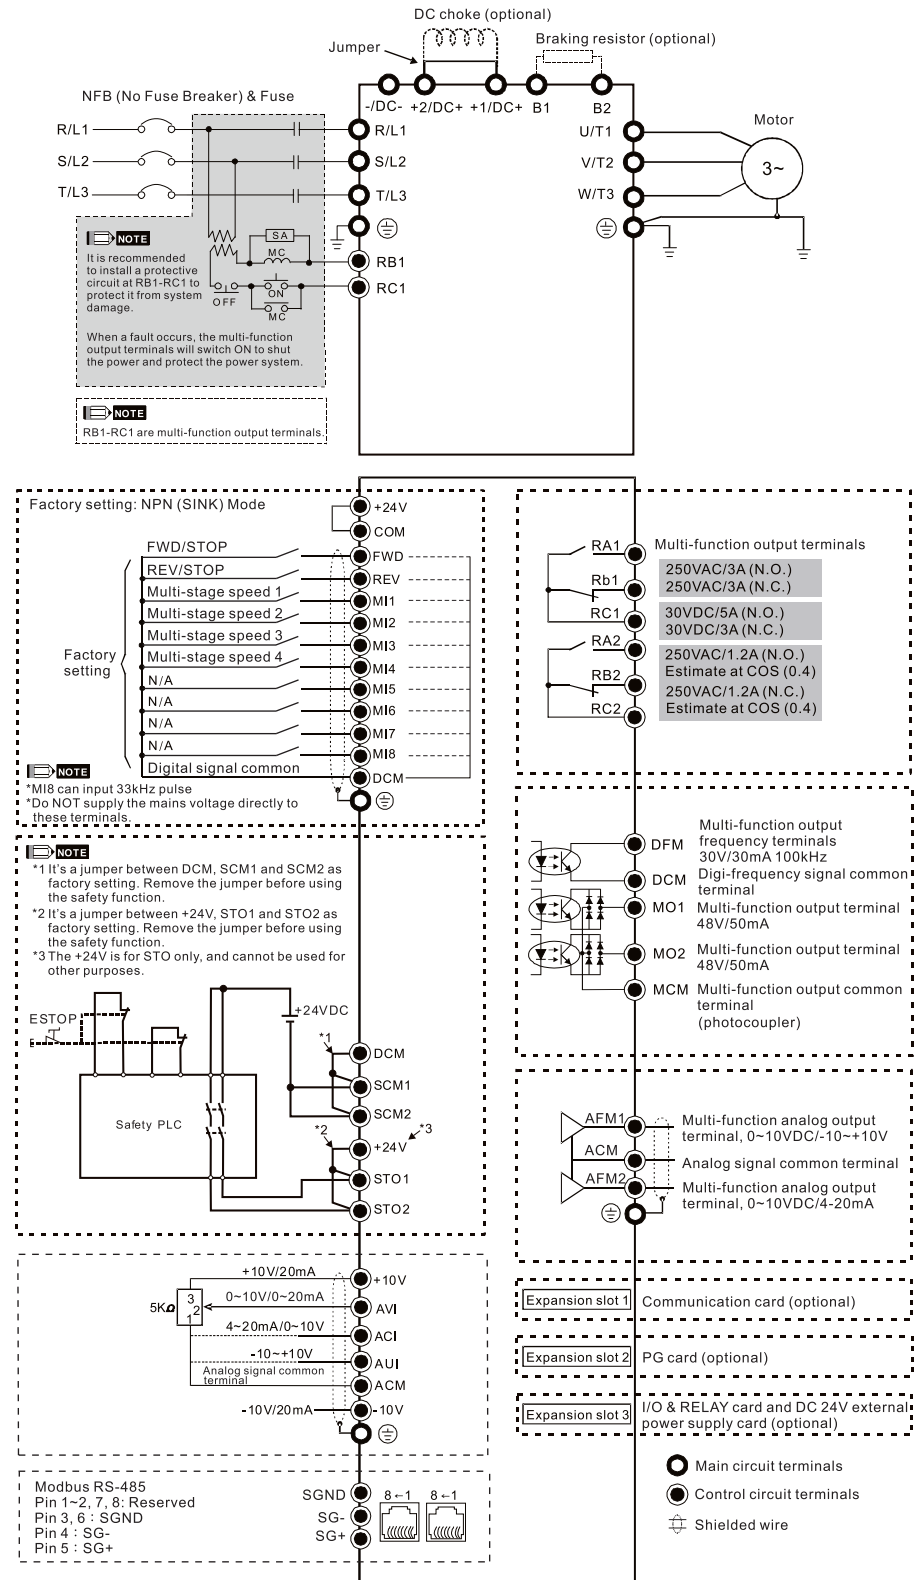 DC choke (optional)
Jumper
Braking resistor (optional)
NFB (No Fuse Breaker) & Fuse
-/DC- +2/DC+ +1/DC+ B1 B2
R/L1
S/L2
T/L3
R/L1
S/L2
T/L3
RB1
RC1
U/T1
V/T2
W/T3
Motor
3~
SA
MC
ON
OFF
MC
NOTE
It is recommended
to install a protective
circuit at RB1-RC1 to
protect it from system
damage.
When a fault occurs, the multi-function
output terminals will switch ON to shut
the power and protect the power system.
NOTE
RB1-RC1 are multi-function output terminals.
Factory setting: NPN (SINK) Mode
+24V
COM
FWD/STOP
FWD
REV/STOP
REV
Multi-stage speed 1
MI1
Multi-stage speed 2
MI2
Multi-stage speed 3
MI3
Multi-stage speed 4
MI4
N/A
MI5
N/A
MI6
N/A
MI7
N/A
MI8
Digital signal common
DCM
Factory
setting
NOTE
*MI8 can input 33kHz pulse
*Do NOT supply the mains voltage directly to
these terminals.
NOTE
*1 It's a jumper between DCM, SCM1 and SCM2 as
factory setting. Remove the jumper before using
the safety function.
*2 It's a jumper between +24V, STO1 and STO2 as
factory setting. Remove the jumper before using
the safety function.
*3 The +24V is for STO only, and cannot be used for
other purposes.
ESTOP
+24VDC
Safety PLC
*1
DCM
SCM1
SCM2
*2
*3
+24V
STO1
STO2
+10V/20mA
+10V
5KΩ
3
2
1
0~10V/0~20mA
AVI
4~20mA/0~10V
ACI
-10~+10V
AUI
Analog signal common
terminal
ACM
-10V/20mA
-10V
Modbus RS-485
Pin 1~2, 7, 8: Reserved
Pin 3, 6 : SGND
Pin 4 : SG-
Pin 5 : SG+
SGND
SG-
SG+
8←1
8←1
RA1
Rb1
RC1
RA2
RB2
RC2
Multi-function output terminals
250VAC/3A (N.O.)
250VAC/3A (N.C.)
30VDC/5A (N.O.)
30VDC/3A (N.C.)
250VAC/1.2A (N.O.)
Estimate at COS (0.4)
250VAC/1.2A (N.C.)
Estimate at COS (0.4)
DFM
Multi-function output
frequency terminals
30V/30mA 100kHz
DCM
Digi-frequency signal common
terminal
MO1
Multi-function output terminal
48V/50mA
MO2
Multi-function output terminal
48V/50mA
MCM
Multi-function output common
terminal
(photocoupler)
AFM1
Multi-function analog output
terminal, 0~10VDC/-10~+10V
ACM
Analog signal common terminal
AFM2
Multi-function analog output
terminal, 0~10VDC/4-20mA
Expansion slot 1
Communication card (optional)
Expansion slot 2
PG card (optional)
Expansion slot 3
I/O & RELAY card and DC 24V external
power supply card (optional)
Main circuit terminals
Control circuit terminals
Shielded wire